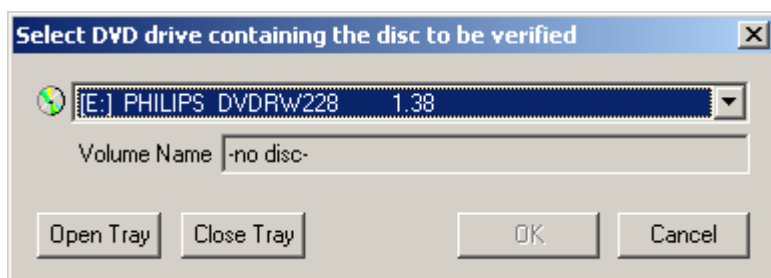 Select DVD drive containing the disc to be verified
[E:] PHILIPS DVDRW228 1.38
Volume Name -no disc-
Open Tray Close Tray OK Cancel